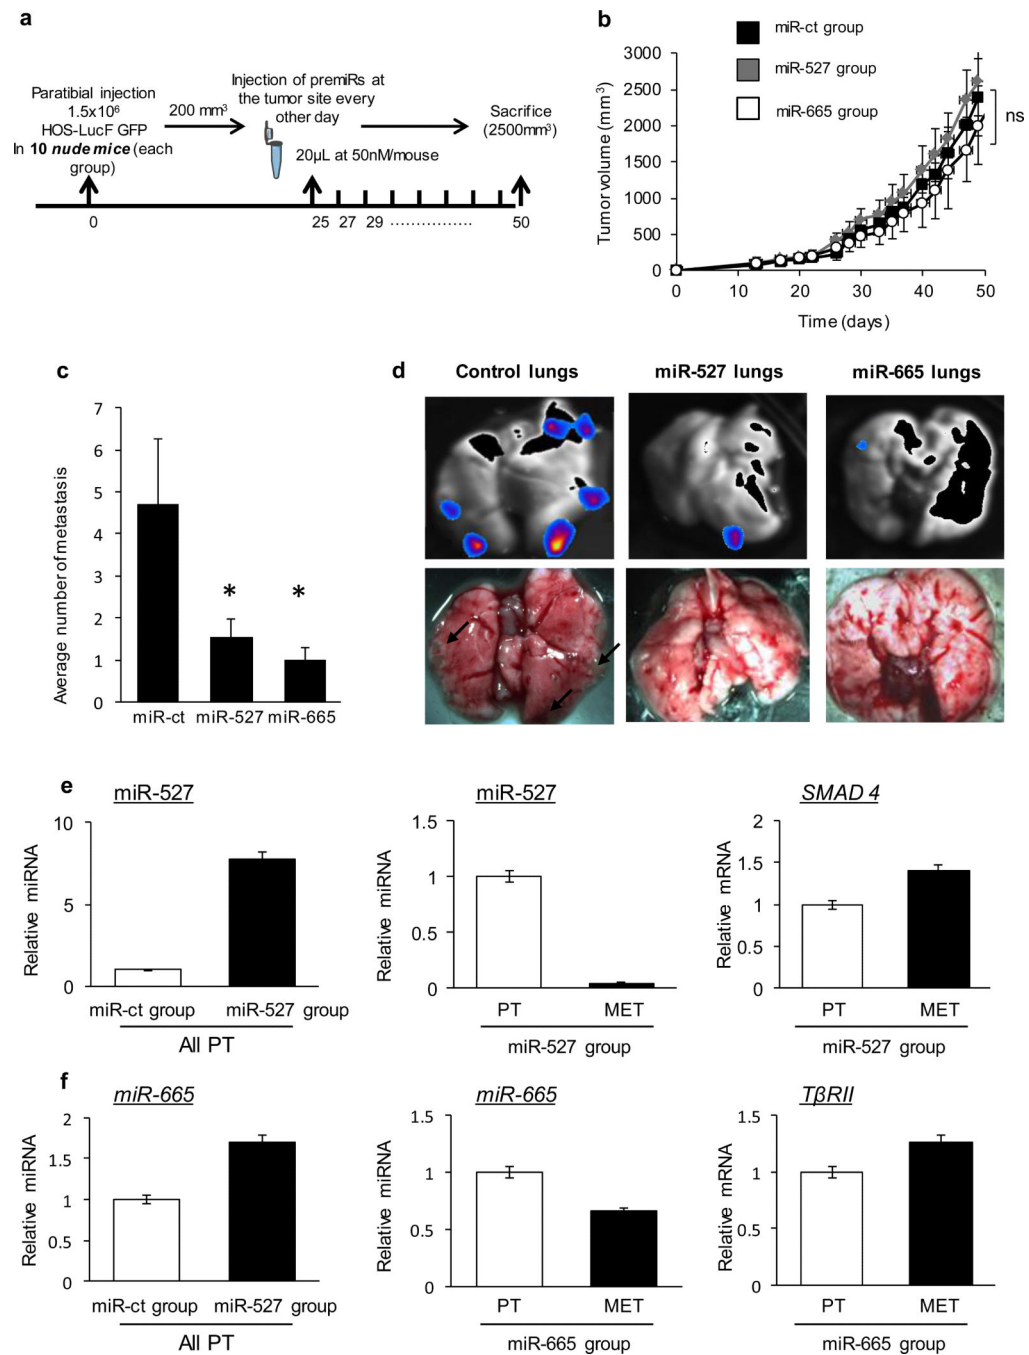 a
Paratibial injection
1.5x10⁶
HOS-LucF GFP
In 10 nude mice (each
group)
200 mm³
Injection of premiRs at
the tumor site every
other day
20µL at 50nM/mouse
Sacrifice
(2500mm³)
0 25 27 29 .................. 50
b
miR-ct group
miR-527 group
miR-665 group
Tumor volume (mm³)
3000
2500
2000
1500
1000
500
0
ns
0 10 20 30 40 50
Time (days)
c
Average number of metastasis
7
6
5
4
3
2
1
0
* *
miR-ct miR-527 miR-665
d
Control lungs miR-527 lungs miR-665 lungs
e
miR-527
Relative miRNA
10
5
0
miR-ct group miR-527 group
All PT
miR-527
Relative miRNA
1.5
1
0.5
0
PT MET
miR-527 group
SMAD 4
Relative mRNA
2
1.5
1
0.5
0
PT MET
miR-527 group
f
miR-665
Relative miRNA
2
1.5
1
0.5
0
miR-ct group miR-527 group
All PT
miR-665
Relative miRNA
1.5
1
0.5
0
PT MET
miR-665 group
TβRII
Relative mRNA
1.5
1
0.5
0
PT MET
miR-665 group